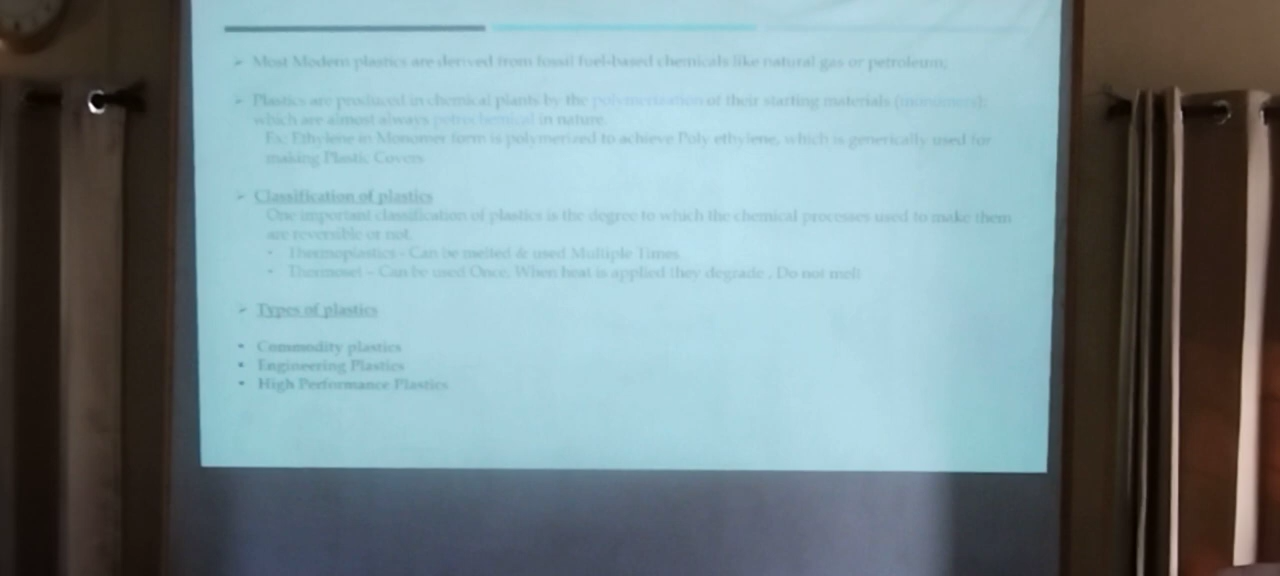 ➢ Most Modern plastics are derived from fossil fuel-based chemicals like natural gas or petroleum;
➢ Plastics are produced in chemical plants by the polymerization of their starting materials (monomers);
which are almost always petrochemical in nature.
Ex: Ethylene in Monomer form is polymerized to achieve Poly ethylene, which is generically used for
making Plastic Covers
➢ Classification of plastics
One important classification of plastics is the degree to which the chemical processes used to make them
are reversible or not.
• Thermoplastics - Can be melted & used Multiple Times.
• Thermoset – Can be used Once. When heat is applied they degrade . Do not melt
➢ Types of plastics
• Commodity plastics
• Engineering Plastics
• High Performance Plastics